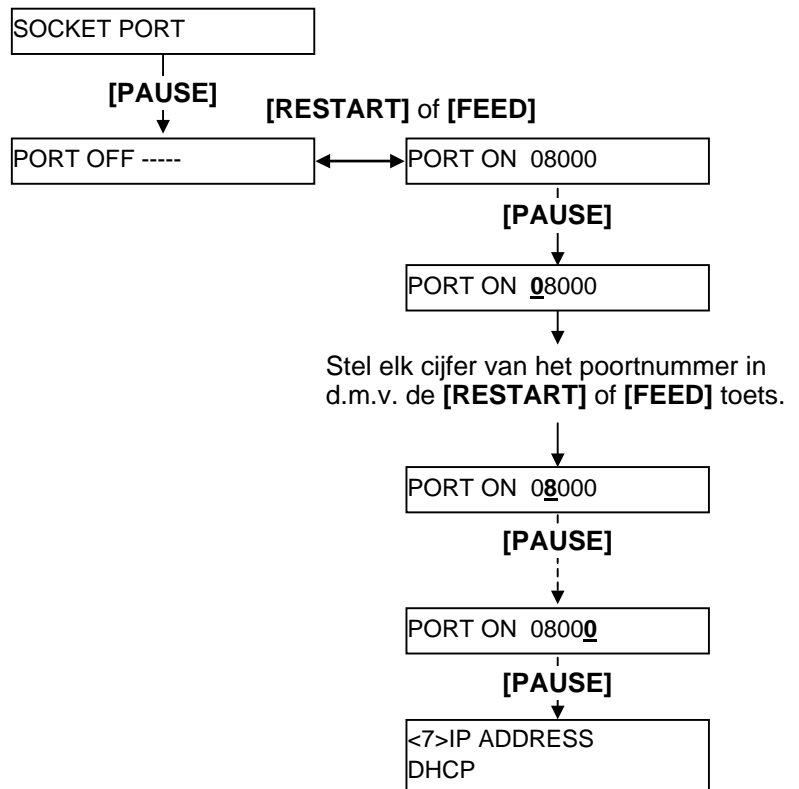 SOCKET PORT
[PAUSE]
[RESTART] of [FEED]
PORT OFF -----
PORT ON 08000
[PAUSE]
PORT ON 08000
Stel elk cijfer van het poortnummer in
d.m.v. de [RESTART] of [FEED] toets.
PORT ON 08000
[PAUSE]
PORT ON 08000
[PAUSE]
<7>IP ADDRESS
DHCP